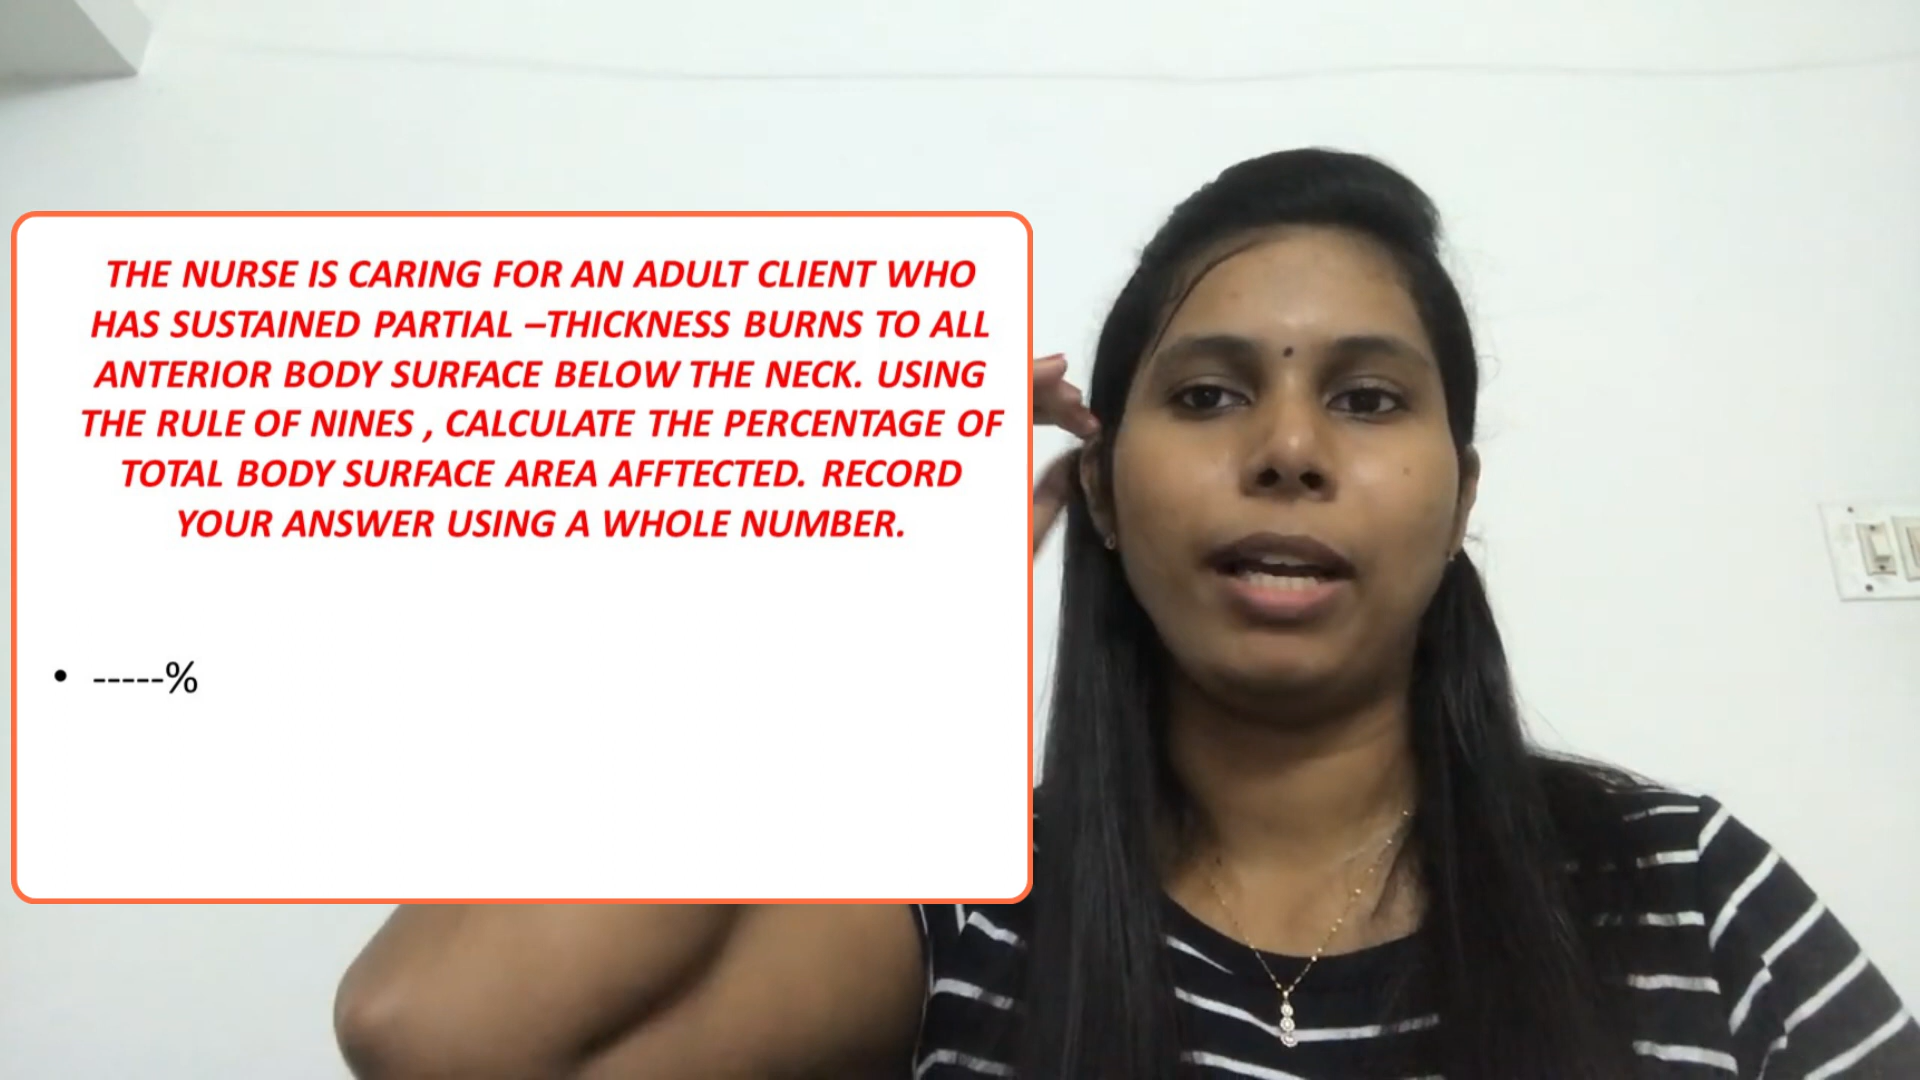 THE NURSE IS CARING FOR AN ADULT CLIENT WHO
HAS SUSTAINED PARTIAL –THICKNESS BURNS TO ALL
ANTERIOR BODY SURFACE BELOW THE NECK. USING
THE RULE OF NINES , CALCULATE THE PERCENTAGE OF
TOTAL BODY SURFACE AREA AFFTECTED. RECORD
YOUR ANSWER USING A WHOLE NUMBER.
• -----%